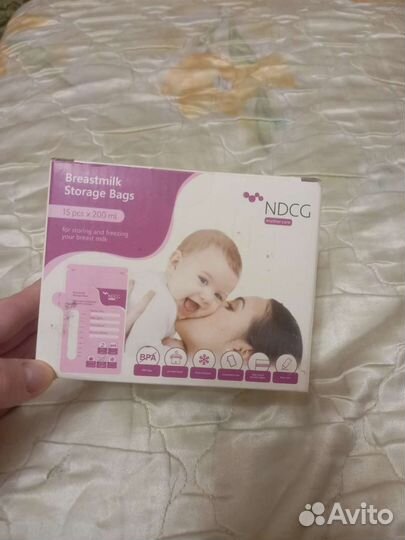 Breastmilk
Storage Bags
15 pcs x 200 ml
for storing and freezing
your breast milk
NDCG
mother care
NDCG
BPA
Avito